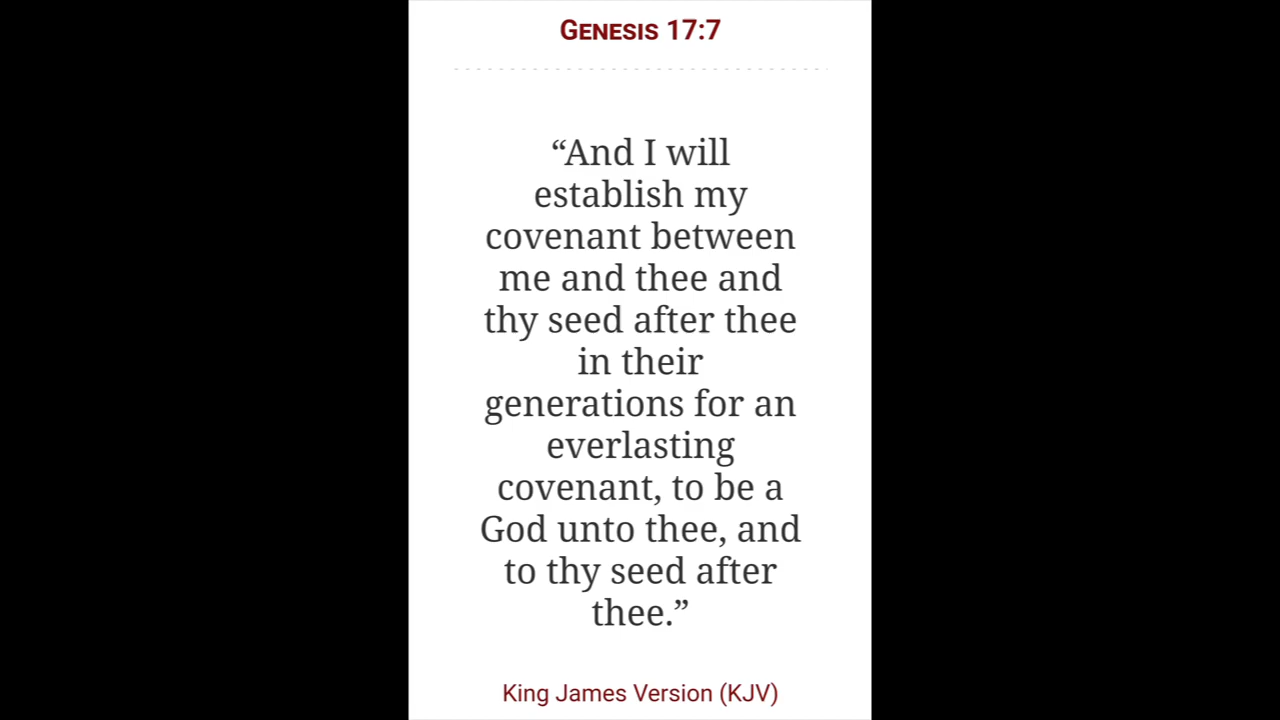 Genesis 17:7
“And I will
establish my
covenant between
me and thee and
thy seed after thee
in their
generations for an
everlasting
covenant, to be a
God unto thee, and
to thy seed after
thee.”
King James Version (KJV)